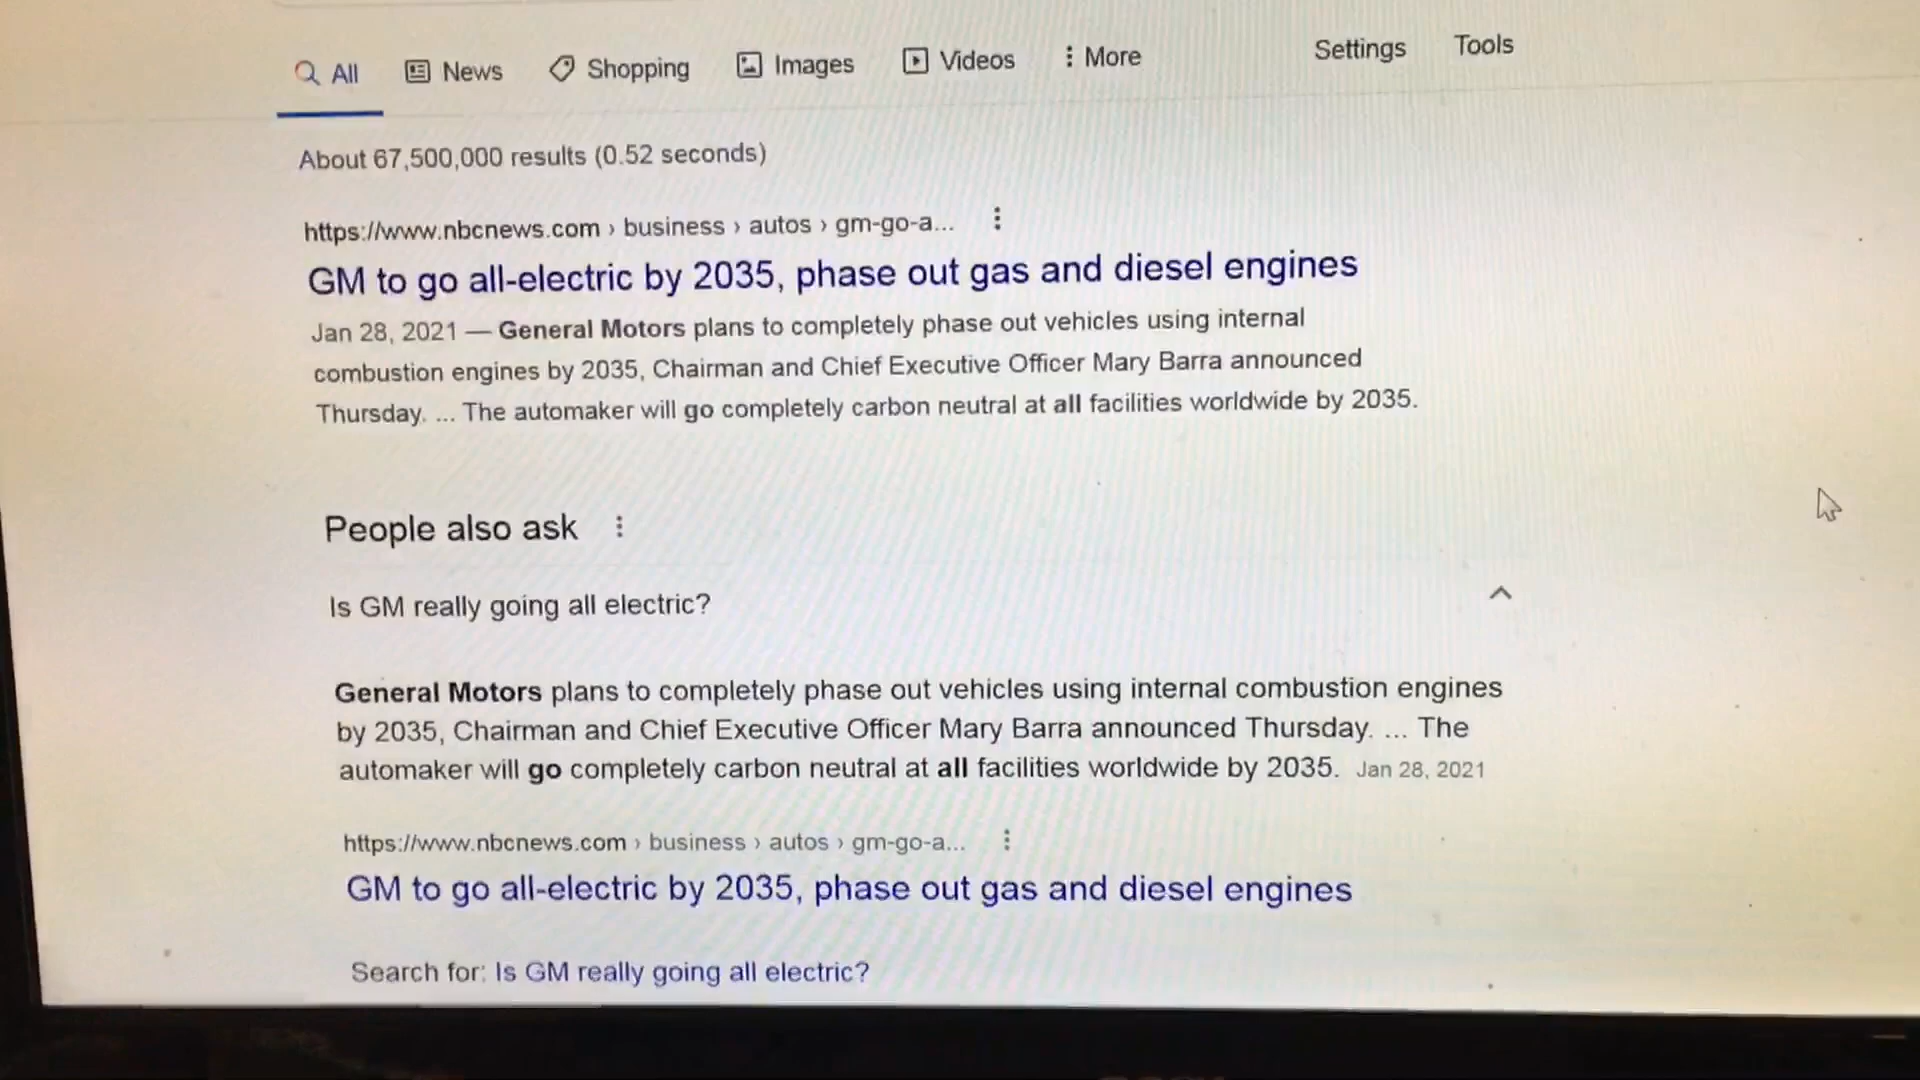 All News Shopping Images Videos More Settings Tools
About 67,500,000 results (0.52 seconds)
https://www.nbcnews.com › business › autos › gm-go-a...
GM to go all-electric by 2035, phase out gas and diesel engines
Jan 28, 2021 — General Motors plans to completely phase out vehicles using internal
combustion engines by 2035, Chairman and Chief Executive Officer Mary Barra announced
Thursday. ... The automaker will go completely carbon neutral at all facilities worldwide by 2035.
People also ask
Is GM really going all electric?
General Motors plans to completely phase out vehicles using internal combustion engines
by 2035, Chairman and Chief Executive Officer Mary Barra announced Thursday. ... The
automaker will go completely carbon neutral at all facilities worldwide by 2035. Jan 28, 2021
https://www.nbcnews.com › business › autos › gm-go-a...
GM to go all-electric by 2035, phase out gas and diesel engines
Search for: Is GM really going all electric?